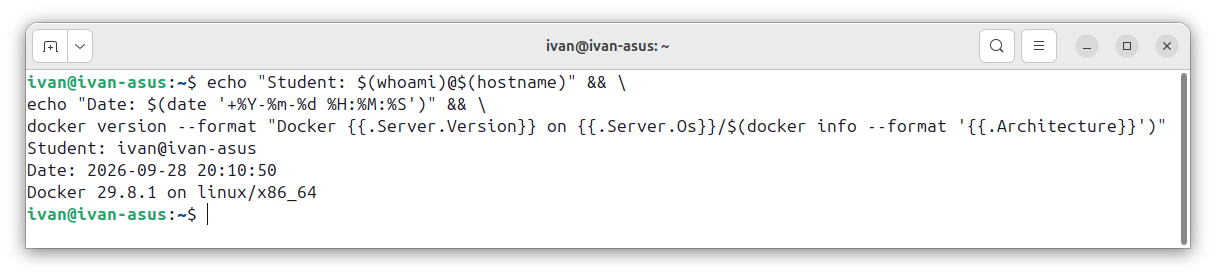 ivan@ivan-asus: ~
ivan@ivan-asus:~$ echo "Student: $(whoami)@$(hostname)" && \
echo "Date: $(date '+%Y-%m-%d %H:%M:%S')" && \
docker version --format "Docker {{.Server.Version}} on {{.Server.Os}}/$(docker info --format '{{.Architecture}}')"
Student: ivan@ivan-asus
Date: 2026-09-28 20:10:50
Docker 29.8.1 on linux/x86_64
ivan@ivan-asus:~$